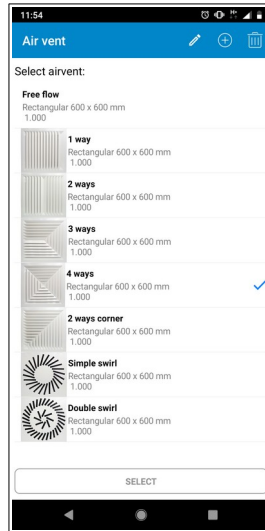 11:54
H+
Air vent
Select airvent:
Free flow
Rectangular 600 x 600 mm
1.000
1 way
Rectangular 600 x 600 mm
1.000
2 ways
Rectangular 600 x 600 mm
1.000
3 ways
Rectangular 600 x 600 mm
1.000
4 ways
Rectangular 600 x 600 mm
1.000
2 ways corner
Rectangular 600 x 600 mm
1.000
Simple swirl
Rectangular 600 x 600 mm
1.000
Double swirl
Rectangular 600 x 600 mm
1.000
SELECT